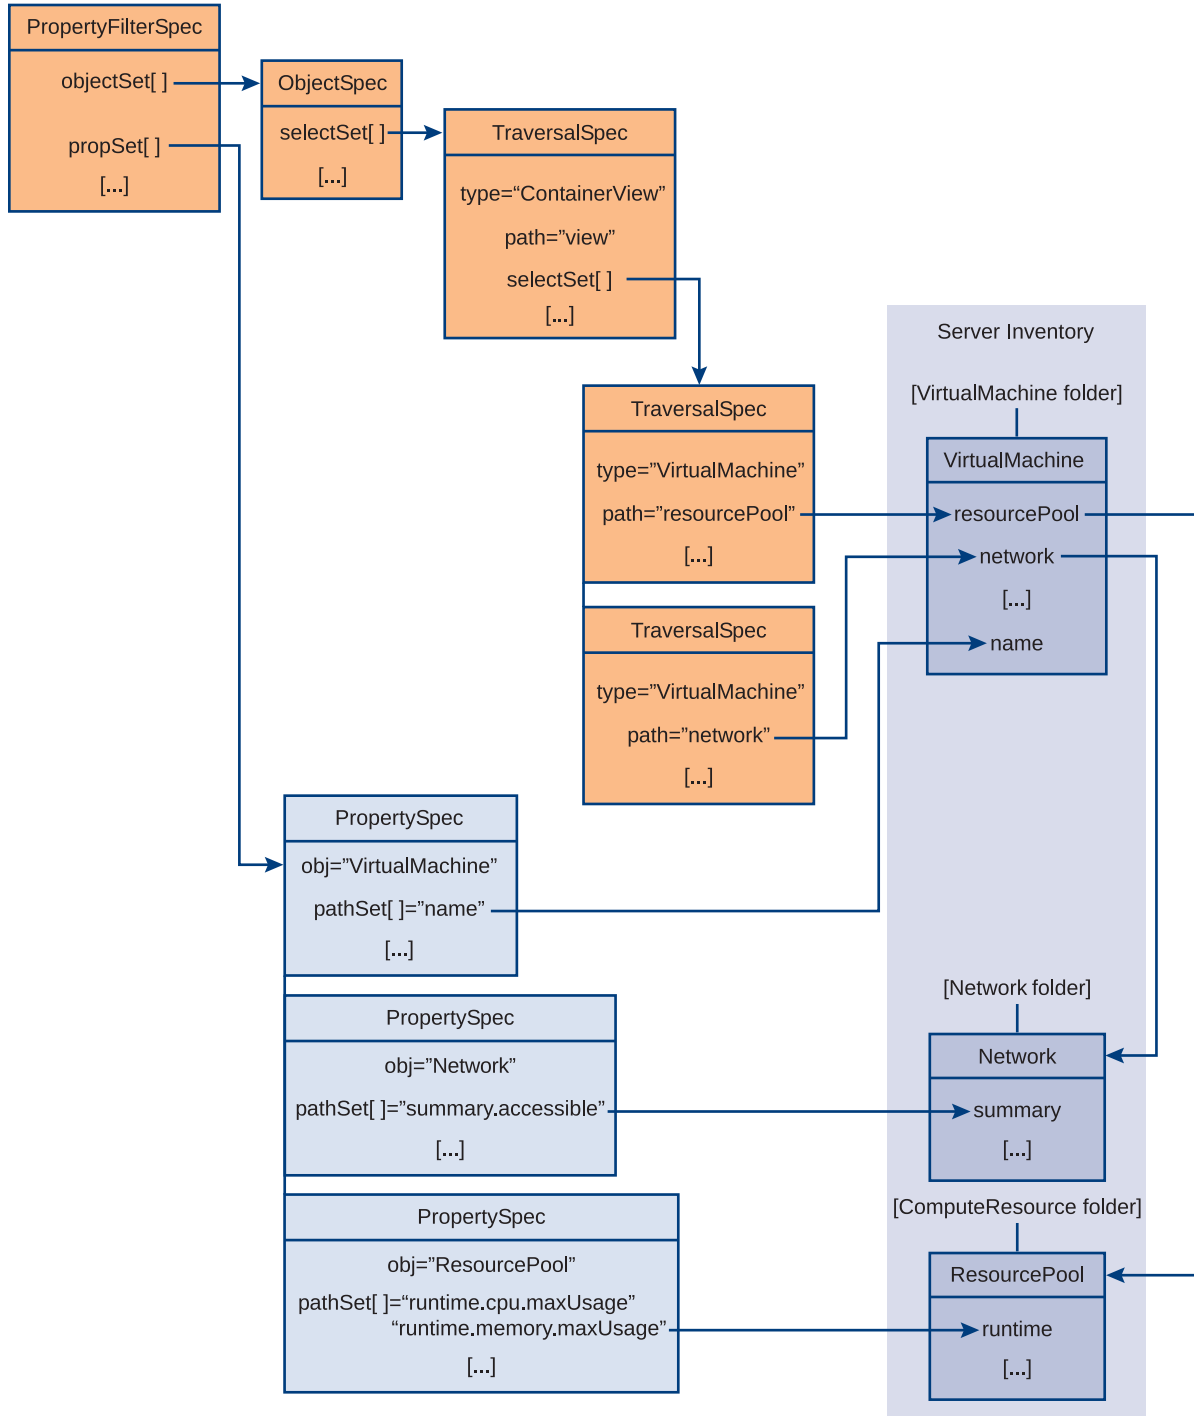 PropertyFilterSpec
objectSet[ ]
propSet[ ]
[...]
ObjectSpec
selectSet[ ]
[...]
TraversalSpec
type=“ContainerView”
path=”view”
selectSet[ ]
[...]
TraversalSpec
type=”VirtualMachine”
path=”resourcePool”
[...]
TraversalSpec
type=”VirtualMachine”
path=”network”
[...]
PropertySpec
obj=”VirtualMachine”
pathSet[ ]=”name”
[...]
PropertySpec
obj=”Network”
pathSet[ ]=”summary.accessible”
[...]
PropertySpec
obj=”ResourcePool”
pathSet[ ]=“runtime.cpu.maxUsage”
“runtime.memory.maxUsage”
[...]
Server Inventory
[VirtualMachine folder]
VirtualMachine
resourcePool
network
[...]
name
[Network folder]
Network
summary
[...]
[ComputeResource folder]
ResourcePool
runtime
[...]